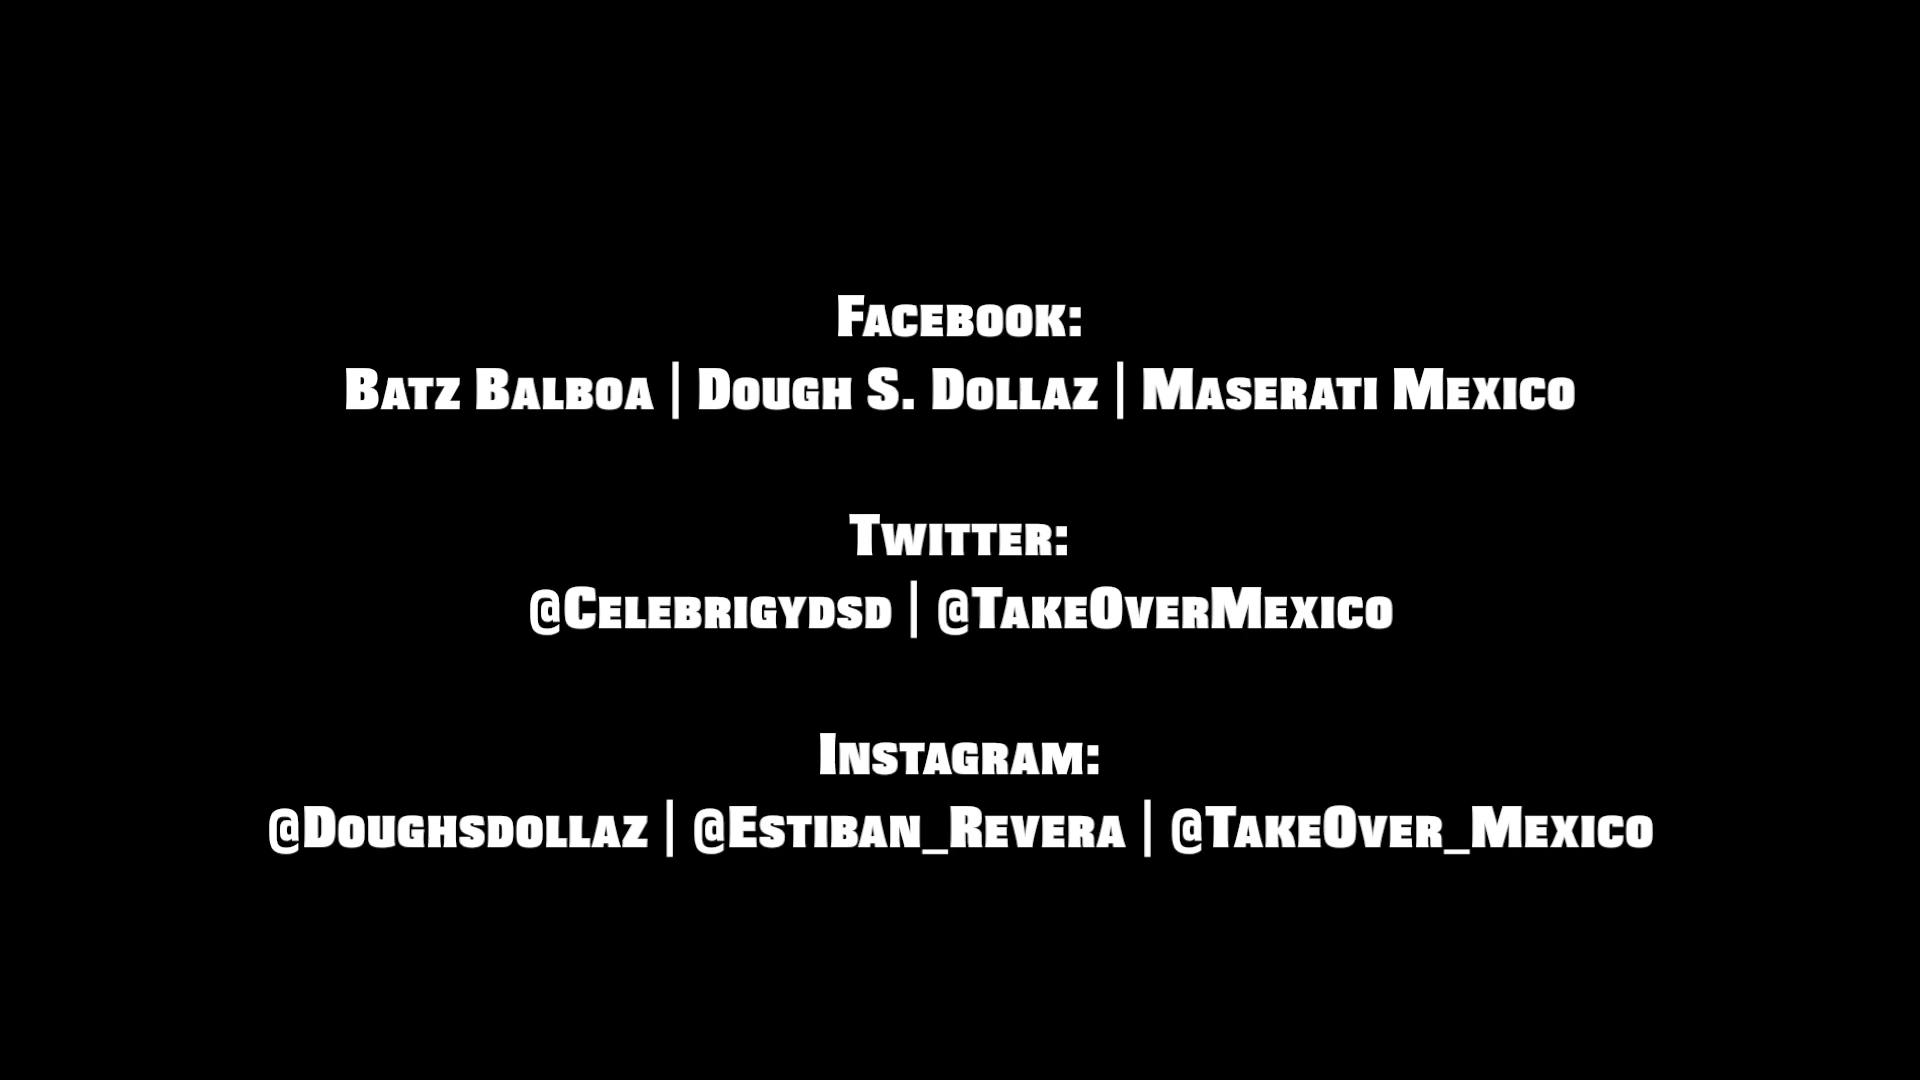 Facebook:
Batz Balboa | Dough S. Dollaz | Maserati Mexico
Twitter:
@Celebrigydsd | @TakeOverMexico
Instagram:
@Doughsdollaz | @Estiban_Revera | @TakeOver_Mexico